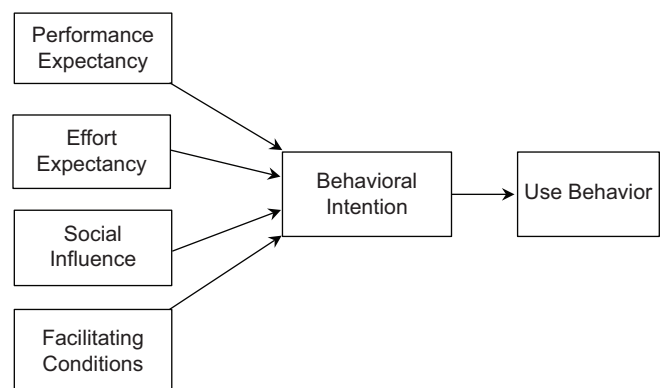 Performance
Expectancy
Effort
Expectancy
Social
Influence
Facilitating
Conditions
Behavioral
Intention
Use Behavior